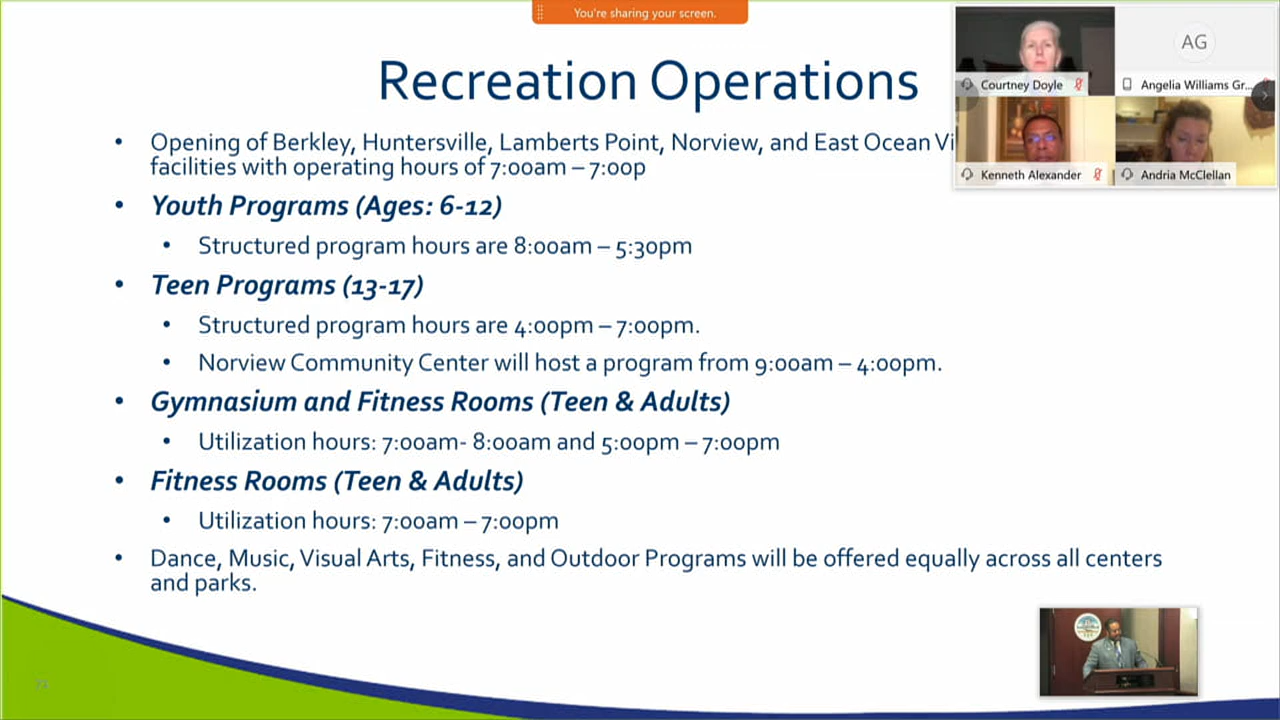 You're sharing your screen.
Recreation Operations
AG
Courtney Doyle
Angelia Williams Gr...
Kenneth Alexander
Andria McClellan
• Opening of Berkley, Huntersville, Lamberts Point, Norview, and East Ocean Vi
facilities with operating hours of 7:00am – 7:00p
• Youth Programs (Ages: 6-12)
• Structured program hours are 8:00am – 5:30pm
• Teen Programs (13-17)
• Structured program hours are 4:00pm – 7:00pm.
• Norview Community Center will host a program from 9:00am – 4:00pm.
• Gymnasium and Fitness Rooms (Teen & Adults)
• Utilization hours: 7:00am- 8:00am and 5:00pm – 7:00pm
• Fitness Rooms (Teen & Adults)
• Utilization hours: 7:00am – 7:00pm
• Dance, Music, Visual Arts, Fitness, and Outdoor Programs will be offered equally across all centers
and parks.